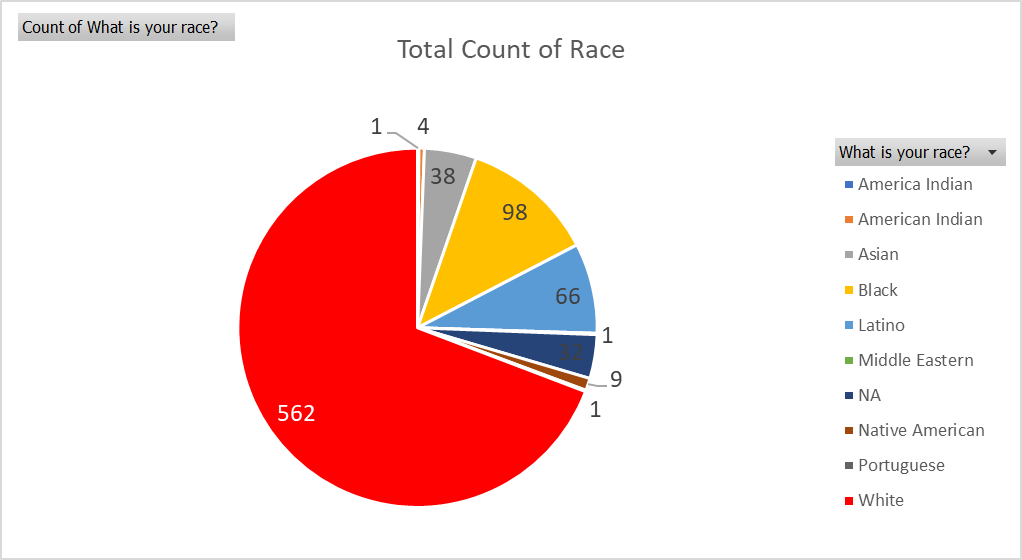 Count of What is your race?
Total Count of Race
1
4
38
98
66
1
9
1
562
What is your race?
America Indian
American Indian
Asian
Black
Latino
Middle Eastern
NA
Native American
Portuguese
White